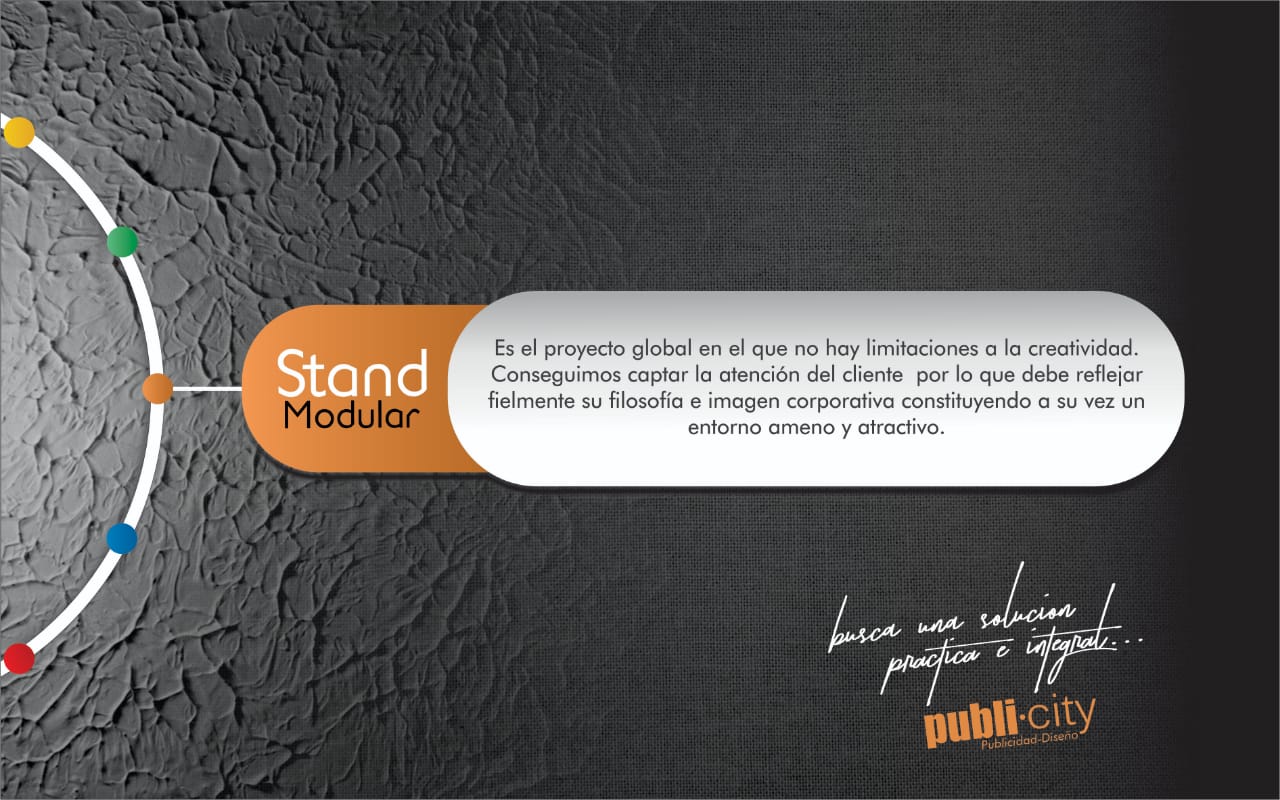 Stand
Modular
Es el proyecto global en el que no hay limitaciones a la creatividad.
Conseguimos captar la atención del cliente  por lo que debe reflejar
fielmente su filosofía e imagen corporativa constituyendo a su vez un
entorno ameno y atractivo.
busca una solucion
practica e integral...
publi·city
Publicidad-Diseño